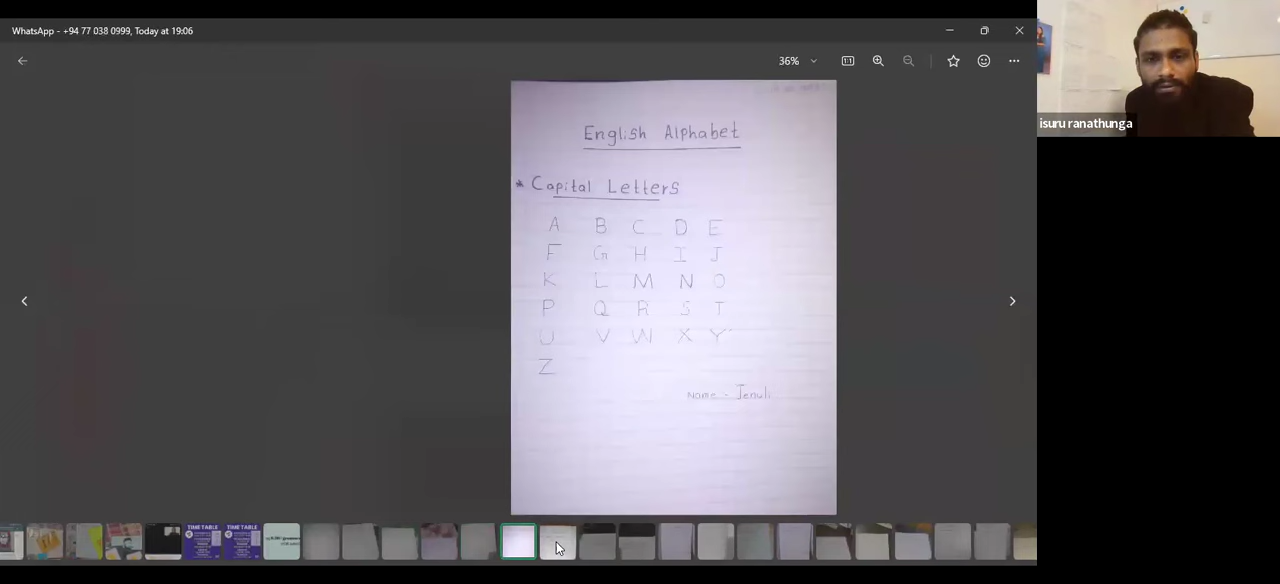 WhatsApp - +94 77 038 0999, Today at 19:06
36%
English Alphabet
* Capital Letters
A B C D E
F G H I J
K L M N O
P Q R S T
U V W X Y
Z
Name - Jenuli
isuru ranathunga
TIME TABLE
TIME TABLE